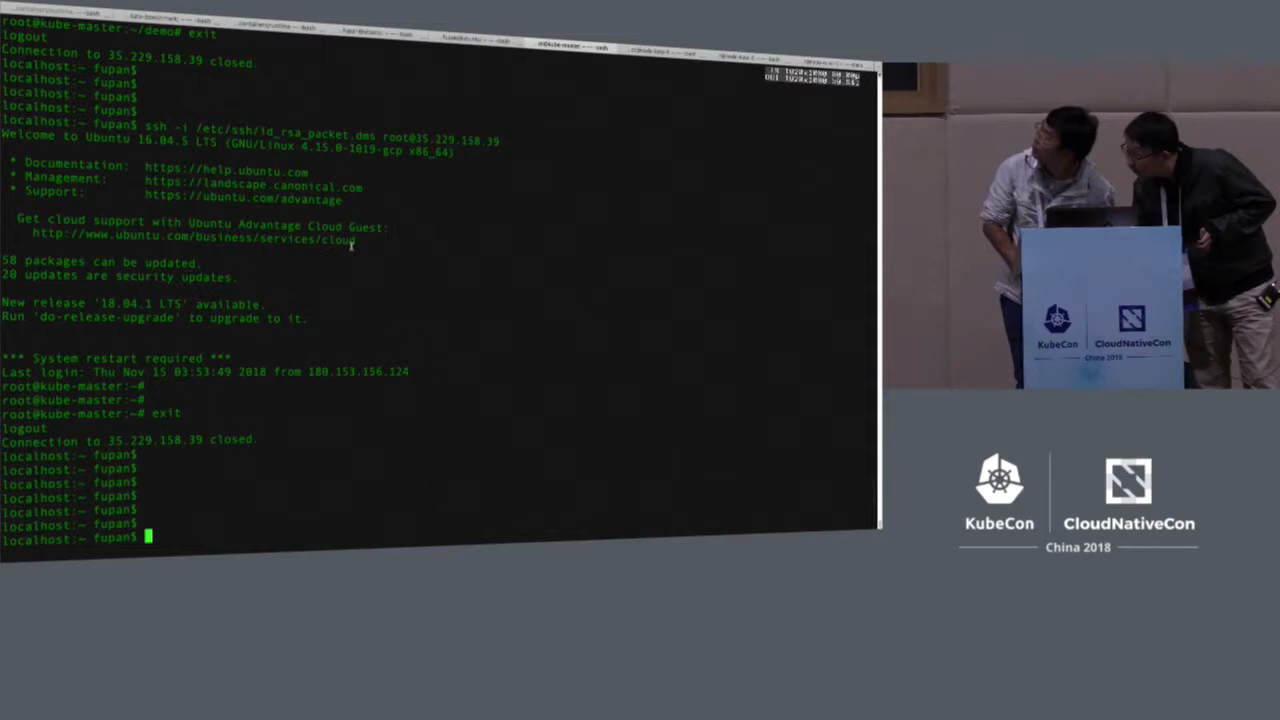 root@kube-master:~/demo# exit
logout
Connection to 35.229.158.39 closed.
localhost:~ fupan$
localhost:~ fupan$
localhost:~ fupan$
localhost:~ fupan$
localhost:~ fupan$ ssh -i /etc/ssh/id_rsa_packet.dms root@35.229.158.39
Welcome to Ubuntu 16.04.5 LTS (GNU/Linux 4.15.0-1019-gcp x86_64)
* Documentation: https://help.ubuntu.com
* Management: https://landscape.canonical.com
* Support: https://ubuntu.com/advantage
Get cloud support with Ubuntu Advantage Cloud Guest:
http://www.ubuntu.com/business/services/cloud
58 packages can be updated.
20 updates are security updates.
New release '18.04.1 LTS' available.
Run 'do-release-upgrade' to upgrade to it.
*** System restart required ***
Last login: Thu Nov 15 03:53:49 2018 from 180.153.156.124
root@kube-master:~#
root@kube-master:~#
root@kube-master:~# exit
logout
Connection to 35.229.158.39 closed.
localhost:~ fupan$
localhost:~ fupan$
localhost:~ fupan$
localhost:~ fupan$
localhost:~ fupan$
localhost:~ fupan$
localhost:~ fupan$
KubeCon
CloudNativeCon
China 2018
KubeCon
CloudNativeCon
China 2018